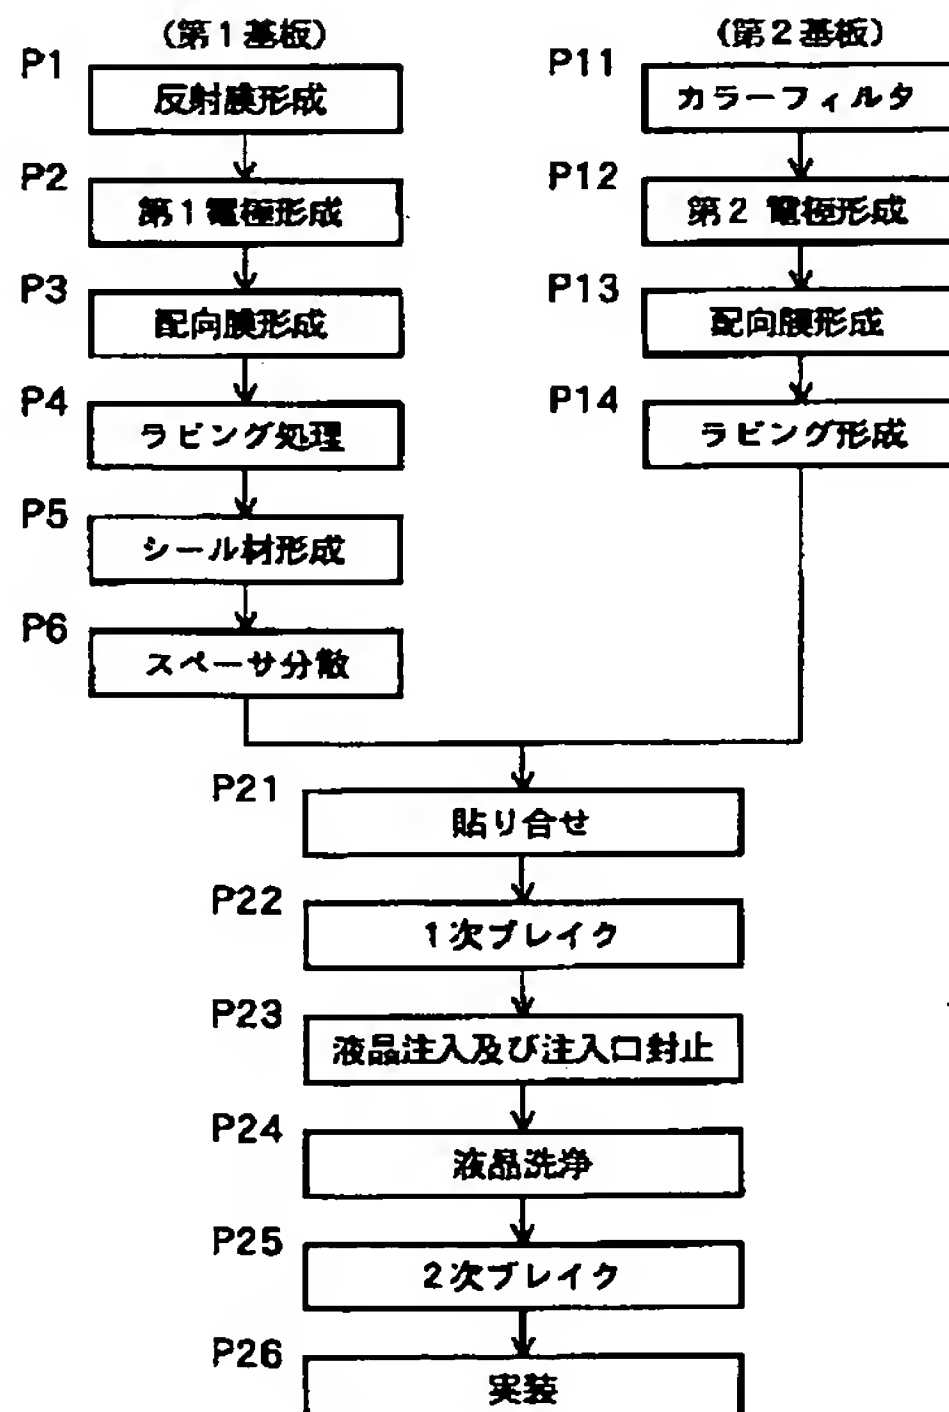 (第1基板)
P1
反射膜形成
P2
第1電極形成
P3
配向膜形成
P4
ラビング処理
P5
シール材形成
P6
スペーサ分散
(第2基板)
P11
カラーフィルタ
P12
第2 電極形成
P13
配向膜形成
P14
ラビング形成
P21
貼り合せ
P22
1次ブレイク
P23
液晶注入及び注入口封止
P24
液晶洗浄
P25
2次ブレイク
P26
実装